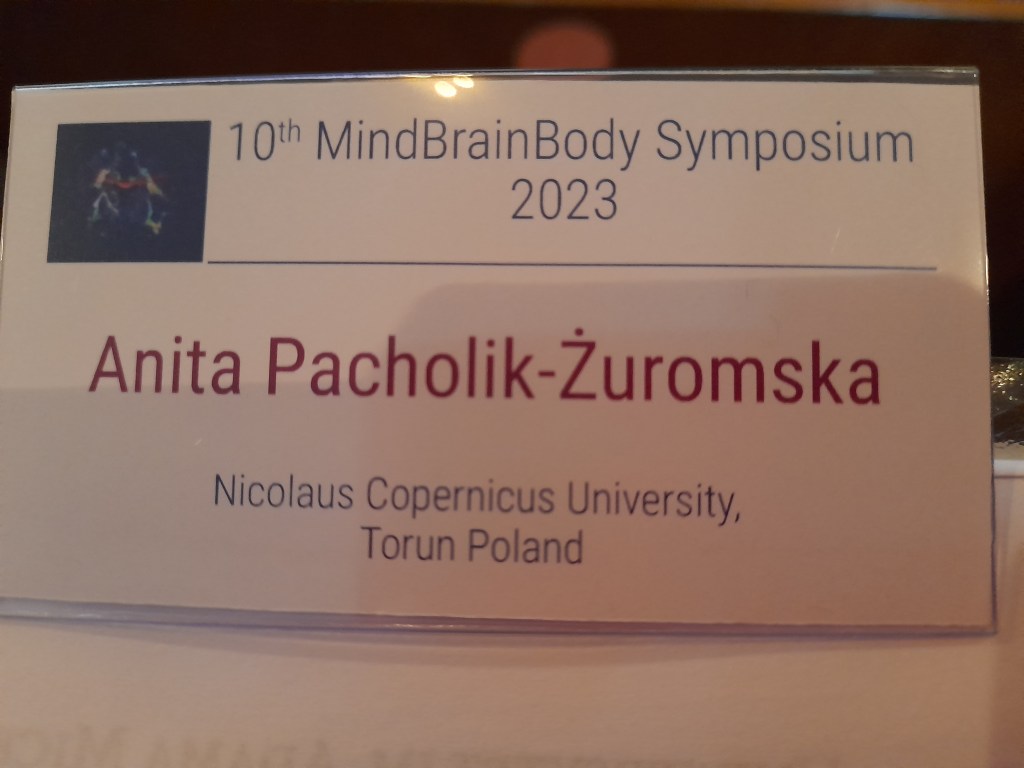 10th MindBrainBody Symposium
2023
Anita Pacholik-Żuromska
Nicolaus Copernicus University,
Torun Poland